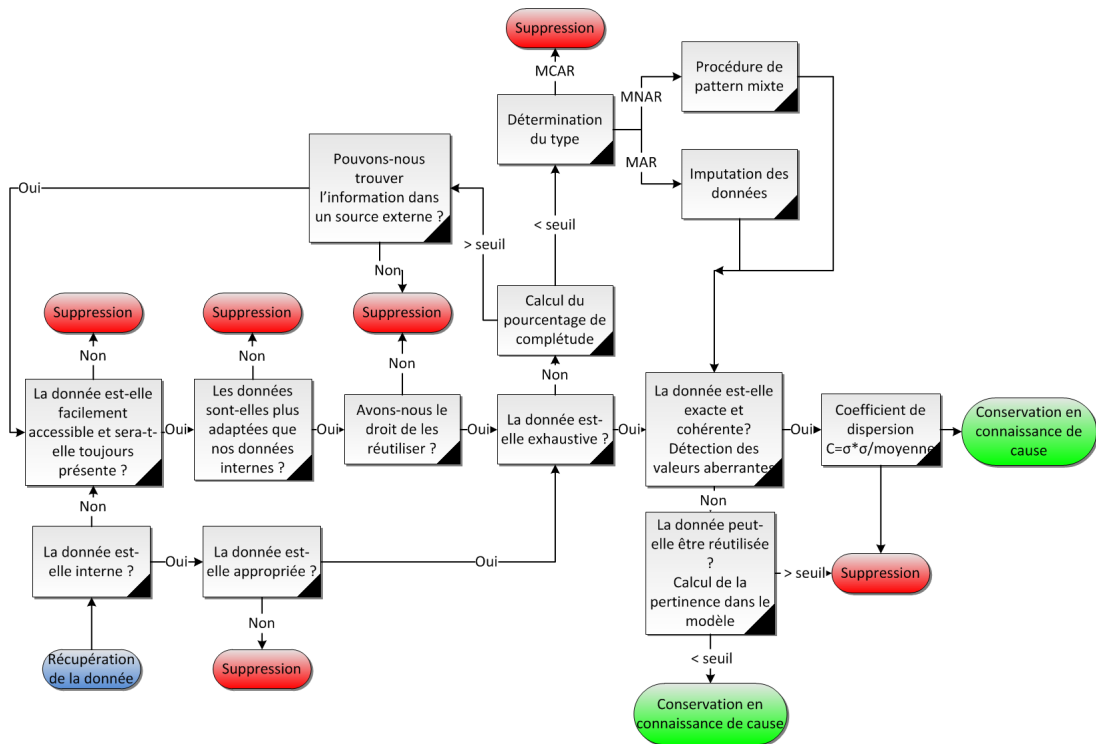 Suppression
MCAR
Détermination
du type
MNAR
MAR
Procédure de
pattern mixte
Imputation des
données
Pouvons-nous
trouver
l'information dans
un source externe ?
Oui
Non
> seuil
< seuil
Suppression
Suppression
Suppression
Calcul du
pourcentage de
complétude
Non
Non
Non
Non
La donnée est-elle
facilement
accessible et sera-t-
elle toujours
présente ?
Oui
Les données
sont-elles plus
adaptées que
nos données
internes ?
Oui
Avons-nous le
droit de les
réutiliser ?
Oui
La donnée est-
elle exhaustive ?
Oui
La donnée est-elle
exacte et
cohérente?
Détection des
valeurs aberrantes
Oui
Coefficient de
dispersion
C=σ*σ/moyenne
Conservation en
connaissance de
cause
Non
Non
La donnée est-
elle interne ?
Oui
La donnée est-
elle appropriée ?
Oui
La donnée peut-
elle être réutilisée
?
Calcul de la
pertinence dans le
modèle
> seuil
Suppression
Non
< seuil
Récupération
de la donnée
Suppression
Conservation en
connaissance de cause